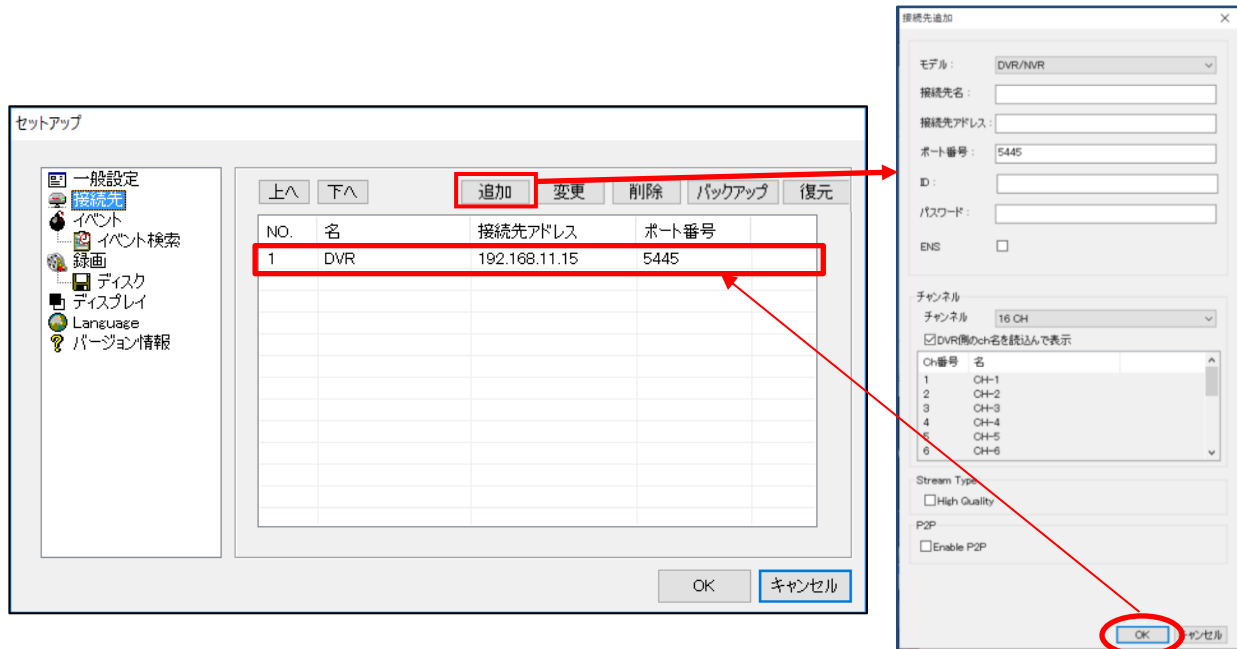 セットアップ
一般設定
接続先
イベント
イベント検索
録画
ディスク
ディスプレイ
Language
バージョン情報
上へ 下へ 追加 変更 削除 バックアップ 復元
NO. 名 接続先アドレス ポート番号
1 DVR 192.168.11.15 5445
OK キャンセル
接続先追加
モデル： DVR/NVR
接続先名：
接続先アドレス：
ポート番号： 5445
ID：
パスワード：
ENS
チャンネル
チャンネル 16 CH
DVR側のch名を読込んで表示
Ch番号 名
1 CH-1
2 CH-2
3 CH-3
4 CH-4
5 CH-5
6 CH-6
Stream Type
High Quality
P2P
Enable P2P
OK キャンセル